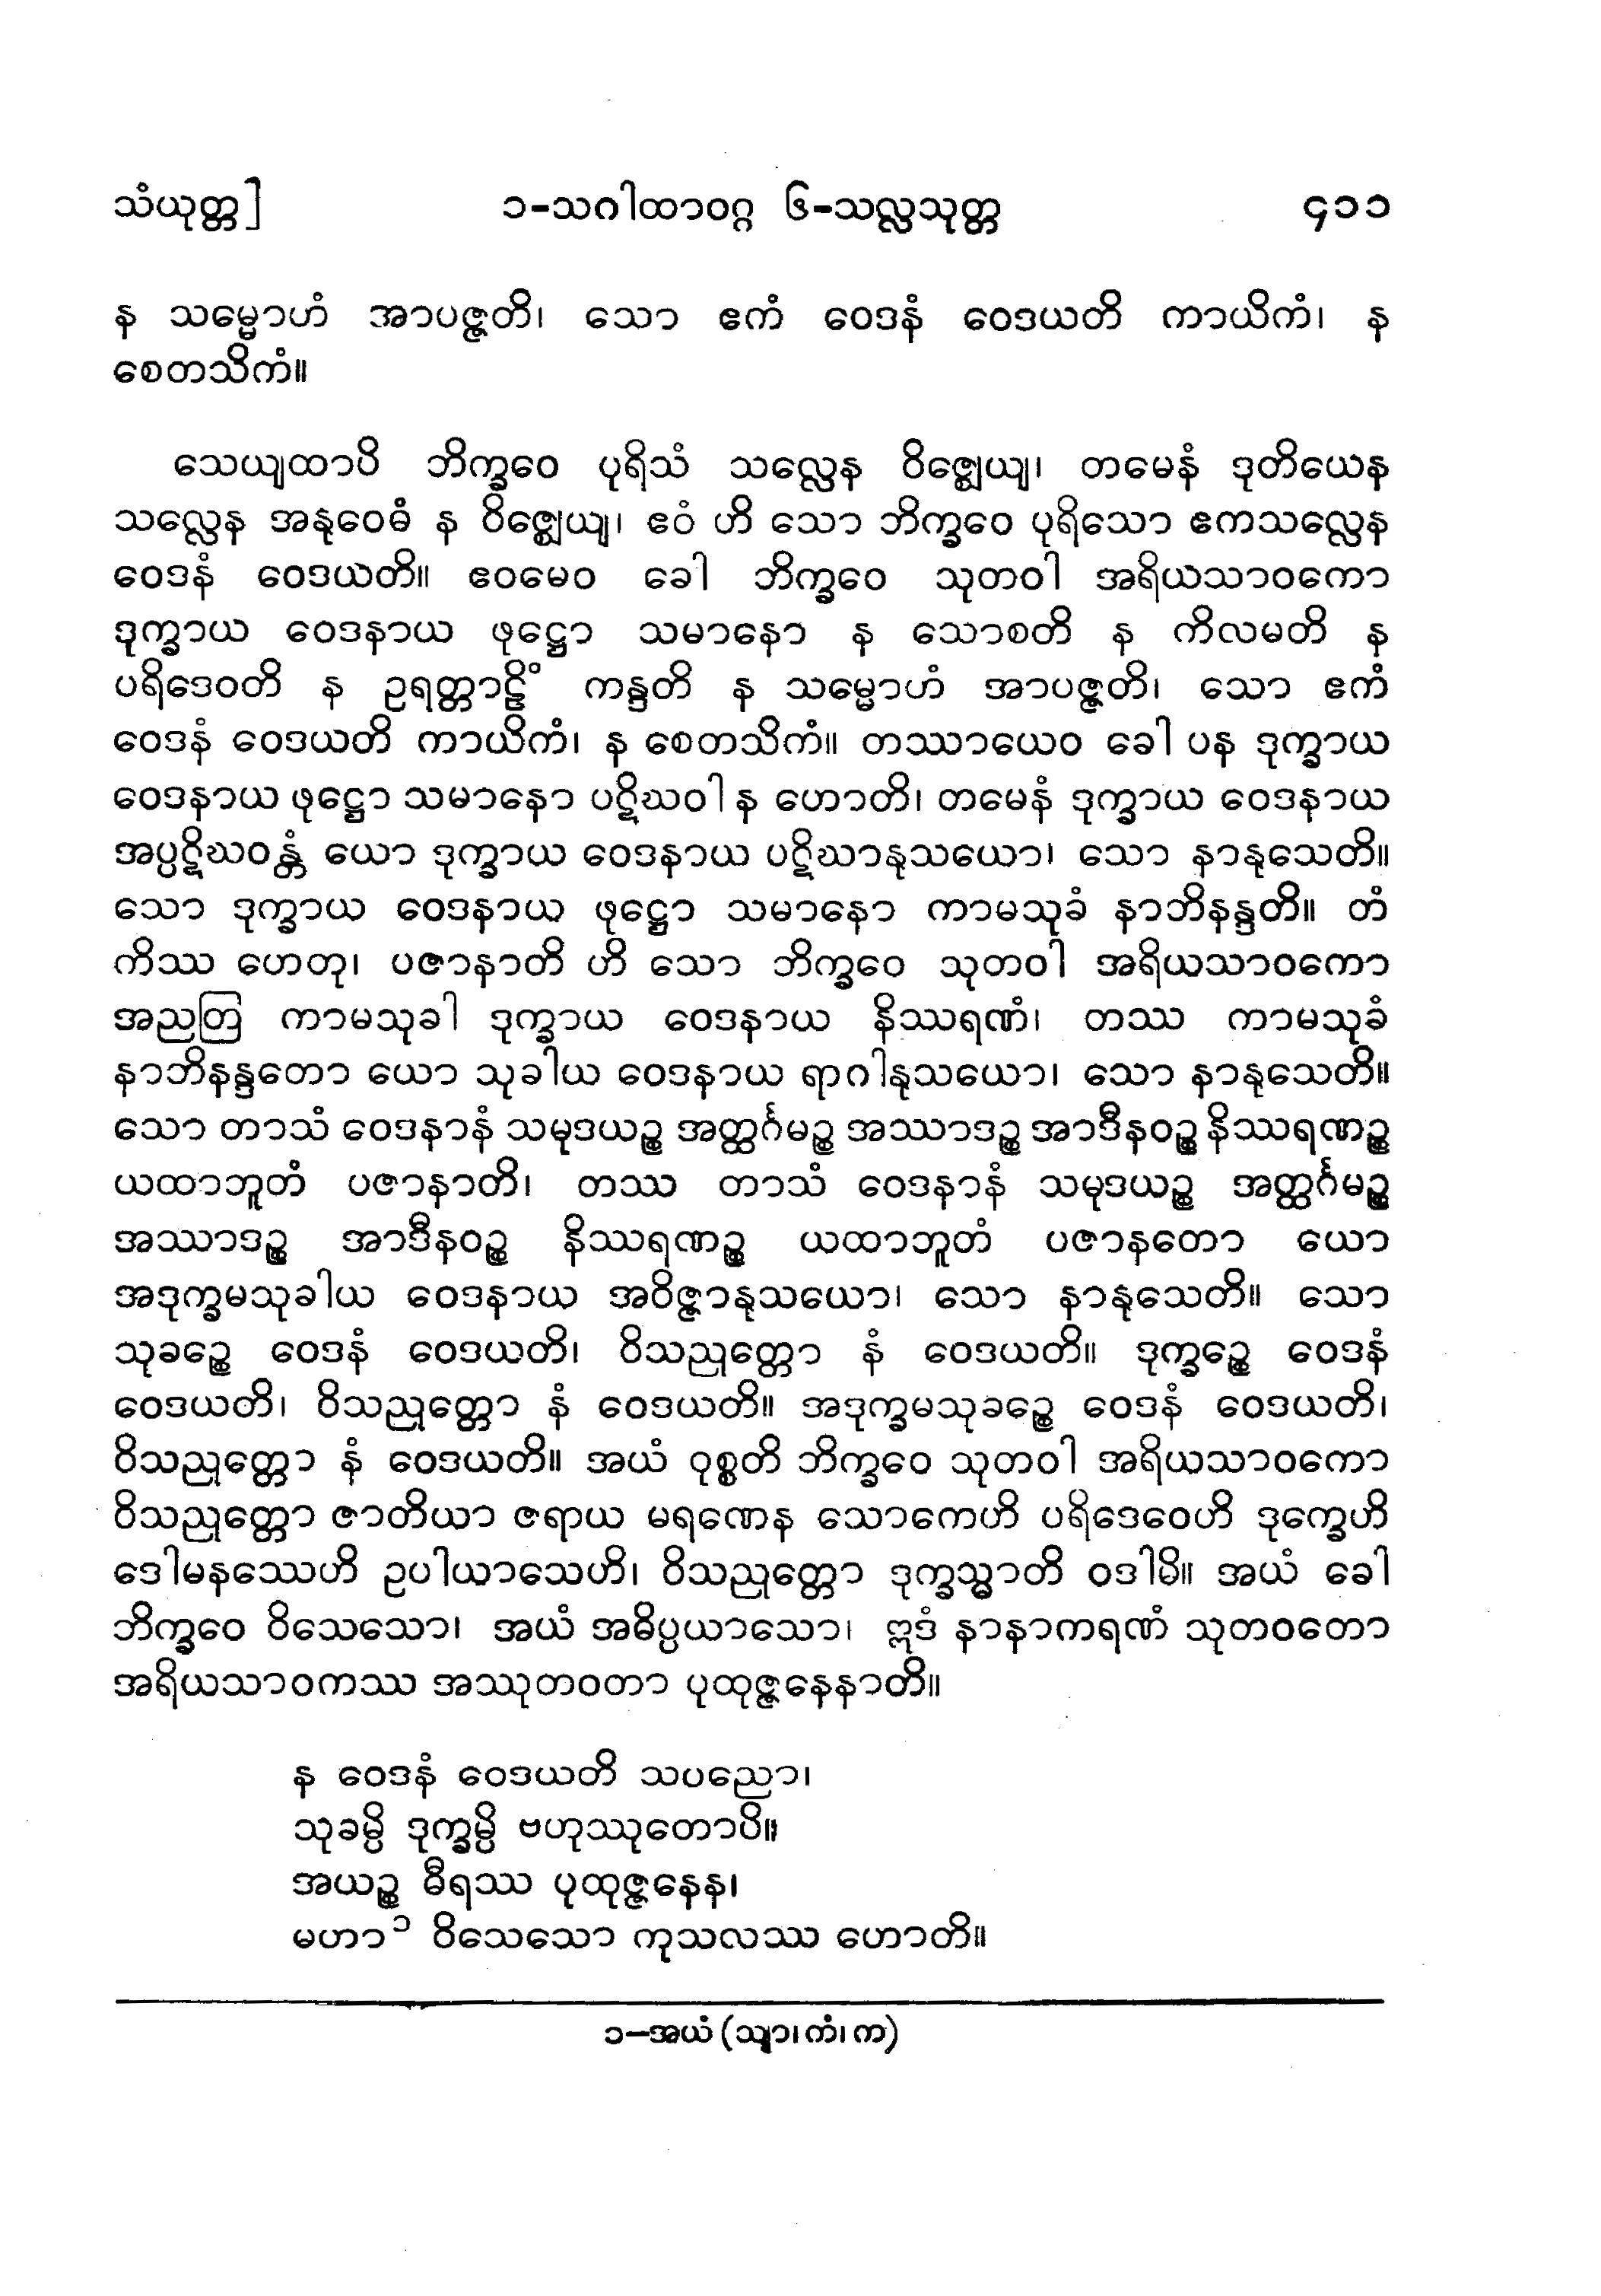 သံယုတ္တ] ၁-သဂါထာဝဂ္ဂ ၆-သလ္လသုတ္တ ၄၁၁
န သမ္မောဟံ အာပဇ္ဇတိ၊ သော ဧကံ ဝေဒနံ ဝေဒယတိ ကာယိကံ၊ န
စေတသိကံ။
သေယျထာပိ ဘိက္ခဝေ ပုရိသံ သလ္လေန ဝိဇ္ဈေယျ၊ တမေနံ ဒုတိယေန
သလ္လေန အနုဝေဓံ န ဝိဇ္ဈေယျ၊ ဧဝံ ဟိ သော ဘိက္ခဝေ ပုရိသော ဧကသလ္လေန
ဝေဒနံ ဝေဒယတိ။ ဧဝမေဝ ခေါ ဘိက္ခဝေ သုတဝါ အရိယသာဝကော
ဒုက္ခာယ ဝေဒနာယ ဖုဋ္ဌော သမာနော န သောစတိ န ကိလမတိ န
ပရိဒေဝတိ န ဥရတ္တာဠိံ ကန္ဒတိ န သမ္မောဟံ အာပဇ္ဇတိ၊ သော ဧကံ
ဝေဒနံ ဝေဒယတိ ကာယိကံ၊ န စေတသိကံ။ တဿာယေဝ ခေါ ပန ဒုက္ခာယ
ဝေဒနာယ ဖုဋ္ဌော သမာနော ပဋိဃဝါ န ဟောတိ၊ တမေနံ ဒုက္ခာယ ဝေဒနာယ
အပ္ပဋိဃဝန္တံ ယော ဒုက္ခာယ ဝေဒနာယ ပဋိဃာနုသယော၊ သော နာနုသေတိ။
သော ဒုက္ခာယ ဝေဒနာယ ဖုဋ္ဌော သမာနော ကာမသုခံ နာဘိနန္ဒတိ။ တံ
ကိဿ ဟေတု၊ ပဇာနာတိ ဟိ သော ဘိက္ခဝေ သုတဝါ အရိယသာဝကော
အညတြ ကာမသုခါ ဒုက္ခာယ ဝေဒနာယ နိဿရဏံ၊ တဿ ကာမသုခံ
နာဘိနန္ဒတော ယော သုခါယ ဝေဒနာယ ရာဂါနုသယော၊ သော နာနုသေတိ။
သော တာသံ ဝေဒနာနံ သမုဒယဉ္စ အတ္ထင်္ဂမဉ္စ အဿာဒဉ္စ အာဒီနဝဉ္စ နိဿရဏဉ္စ
ယထာဘူတံ ပဇာနာတိ၊ တဿ တာသံ ဝေဒနာနံ သမုဒယဉ္စ အတ္ထင်္ဂမဉ္စ
အဿာဒဉ္စ အာဒီနဝဉ္စ နိဿရဏဉ္စ ယထာဘူတံ ပဇာနတော ယော
အဒုက္ခမသုခါယ ဝေဒနာယ အဝိဇ္ဇာနုသယော၊ သော နာနုသေတိ။ သော
သုခဉ္စေ ဝေဒနံ ဝေဒယတိ၊ ဝိသညုတ္တော နံ ဝေဒယတိ။ ဒုက္ခဉ္စေ ဝေဒနံ
ဝေဒယတိ၊ ဝိသညုတ္တော နံ ဝေဒယတိ။ အဒုက္ခမသုခဉ္စေ ဝေဒနံ ဝေဒယတိ၊
ဝိသညုတ္တော နံ ဝေဒယတိ။ အယံ ဝုစ္စတိ ဘိက္ခဝေ သုတဝါ အရိယသာဝကော
ဝိသညုတ္တော ဇာတိယာ ဇရာယ မရဏေန သောကေဟိ ပရိဒေဝေဟိ ဒုက္ခေဟိ
ဒေါမနဿေဟိ ဥပါယာသေဟိ၊ ဝိသညုတ္တော ဒုက္ခသ္မာတိ ဝဒါမိ။ အယံ ခေါ
ဘိက္ခဝေ ဝိသေသော၊ အယံ အဓိပ္ပယာသော၊ ဣဒံ နာနာကရဏံ သုတဝတော
အရိယသာဝကဿ အဿုတဝတာ ပုထုဇ္ဇနေနာတိ။
န ဝေဒနံ ဝေဒယတိ သပညော၊
သုခမ္ပိ ဒုက္ခမ္ပိ ဗဟုဿုတောပိ။
အယဉ္စ ဓီရဿ ပုထုဇ္ဇနေန၊
မဟာ၁ ဝိသေသော ကုသလဿ ဟောတိ။
၁–အယံ (သျာ၊ ကံ၊ က)